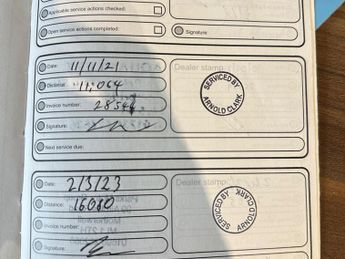 Applicable service actions checked:
Open service actions completed:
Signature:
Date: 11/11/21
Distance: 11,064
Invoice number:
Signature:
Next service due:
Dealer stamp
SERVICED BY
ARNOLD CLARK
Date: 2/3/23
Distance: 16080
Invoice number:
Signature:
Dealer stamp
SERVICED BY
ARNOLD CLARK